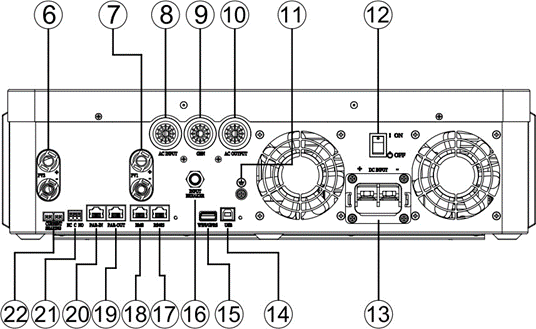 6 7 8 9 10 11 12
AC INPUT GEN AC OUTPUT
I ON
OFF
PV2 + PV1 +
INPUT
BREAKER
+ DC INPUT -
NC C NO PAR-IN PAR-OUT BMS RS485 WIFI/GPRS USB
22 21 20 19 18 17 16 15 14 13